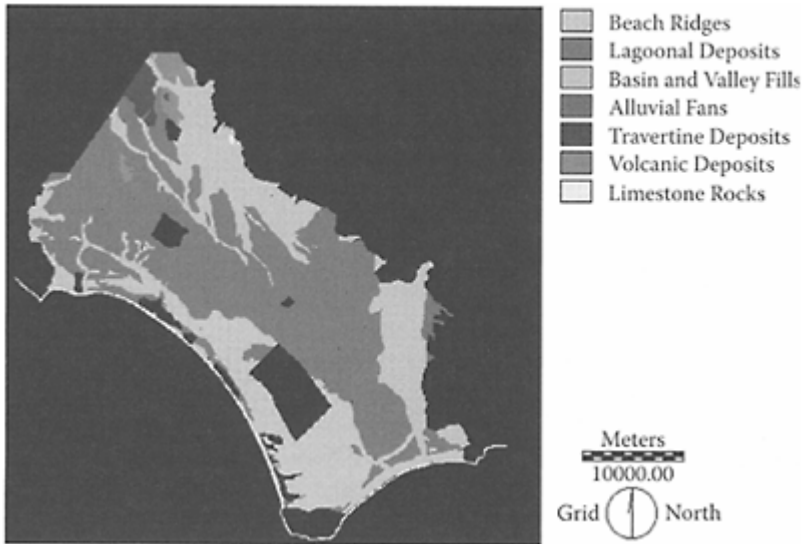 Beach Ridges
Lagoonal Deposits
Basin and Valley Fills
Alluvial Fans
Travertine Deposits
Volcanic Deposits
Limestone Rocks
Meters
10000.00
Grid North